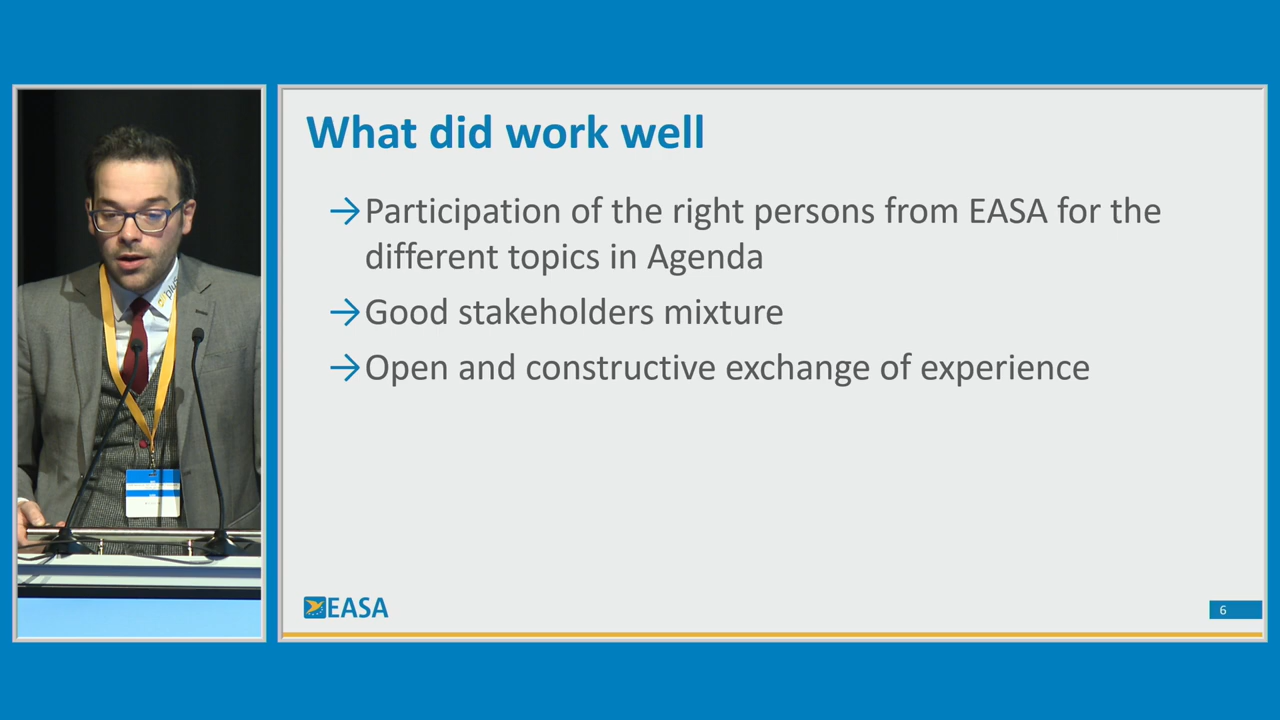 What did work well
→Participation of the right persons from EASA for the
different topics in Agenda
→Good stakeholders mixture
→Open and constructive exchange of experience
EASA
6